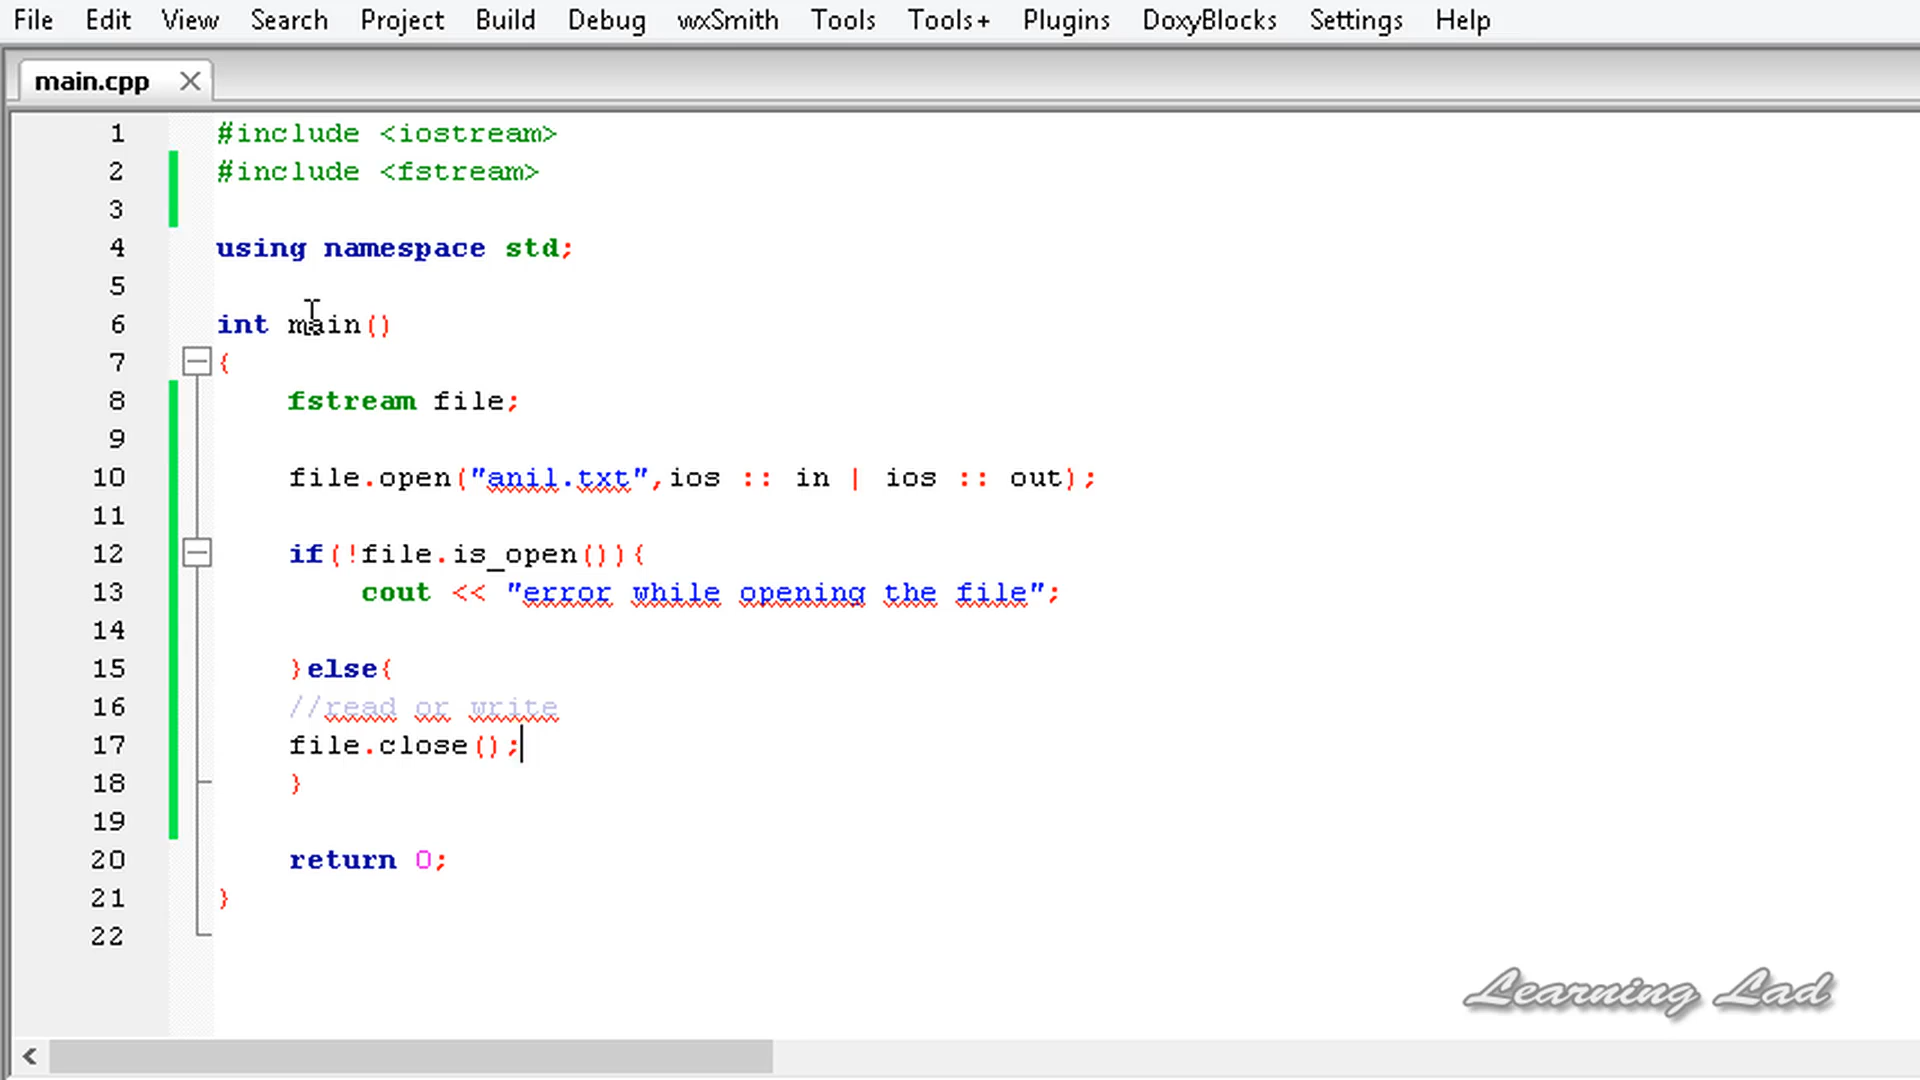 File Edit View Search Project Build Debug wxSmith Tools Tools+ Plugins DoxyBlocks Settings Help
main.cpp
1 #include <iostream>
2 #include <fstream>
3
4 using namespace std;
5
6 int main()
7 {
8 fstream file;
9
10 file.open("anil.txt",ios :: in | ios :: out);
11
12 if(!file.is_open()){
13 cout << "error while opening the file";
14
15 }else{
16 //read or write
17 file.close();
18 }
19
20 return 0;
21 }
22
Learning Lad